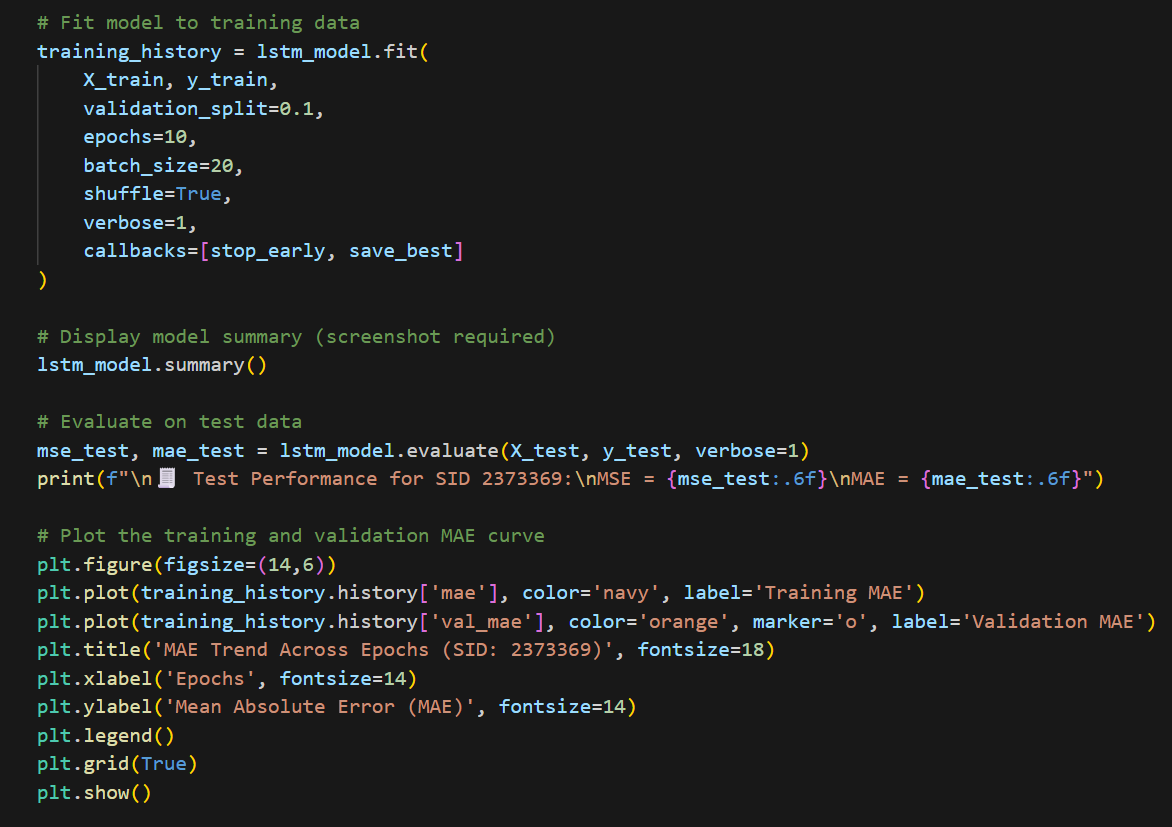 # Fit model to training data
training_history = lstm_model.fit(
    X_train, y_train,
    validation_split=0.1,
    epochs=10,
    batch_size=20,
    shuffle=True,
    verbose=1,
    callbacks=[stop_early, save_best]
)

# Display model summary (screenshot required)
lstm_model.summary()

# Evaluate on test data
mse_test, mae_test = lstm_model.evaluate(X_test, y_test, verbose=1)
print(f"\n🧾 Test Performance for SID 2373369:\nMSE = {mse_test:.6f}\nMAE = {mae_test:.6f}")

# Plot the training and validation MAE curve
plt.figure(figsize=(14,6))
plt.plot(training_history.history['mae'], color='navy', label='Training MAE')
plt.plot(training_history.history['val_mae'], color='orange', marker='o', label='Validation MAE')
plt.title('MAE Trend Across Epochs (SID: 2373369)', fontsize=18)
plt.xlabel('Epochs', fontsize=14)
plt.ylabel('Mean Absolute Error (MAE)', fontsize=14)
plt.legend()
plt.grid(True)
plt.show()